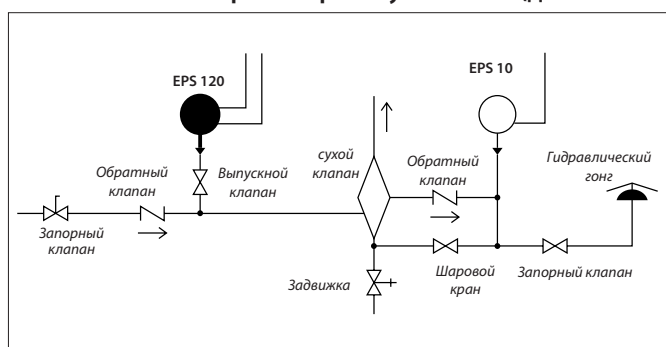 EPS 120
EPS 10
Обратный
клапан
Выпускной
клапан
сухой
клапан
Обратный
клапан
Гидравлический
гонг
Запорный
клапан
Задвижка
Шаровой
кран
Запорный клапан